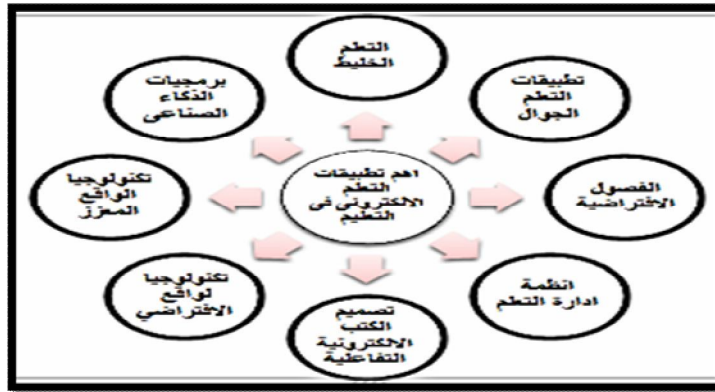 التعلم
الخليط
تطبيقات
التعلم
الجوال
الفصول
الافتراضية
انظمة
ادارة التعلم
تصميم
الكتب
الالكترونية
التفاعلية
تكنولوجيا
لواقع
الافتراضي
تكنولوجيا
الواقع
المعزز
برمجيات
الذكاء
الصناعى
اهم تطبيقات
التعلم
الالكترونى فى
التعليم